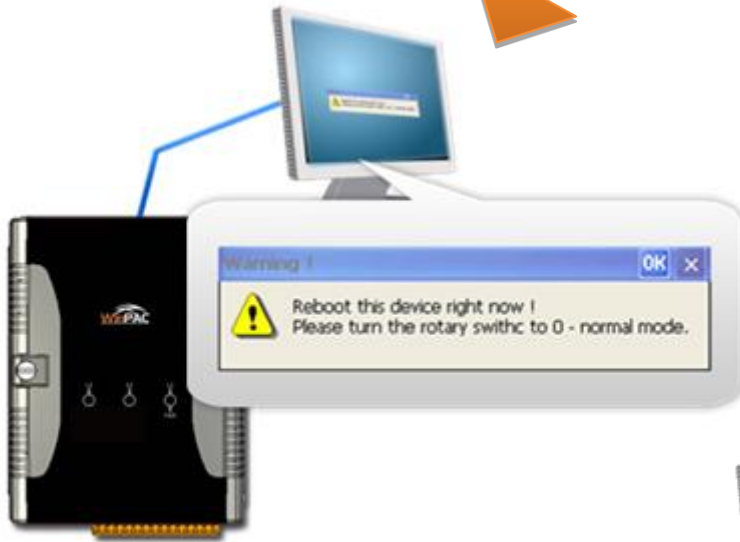 WinPAC
Warning !
OK
Reboot this device right now !
Please turn the rotary swithc to 0 - normal mode.